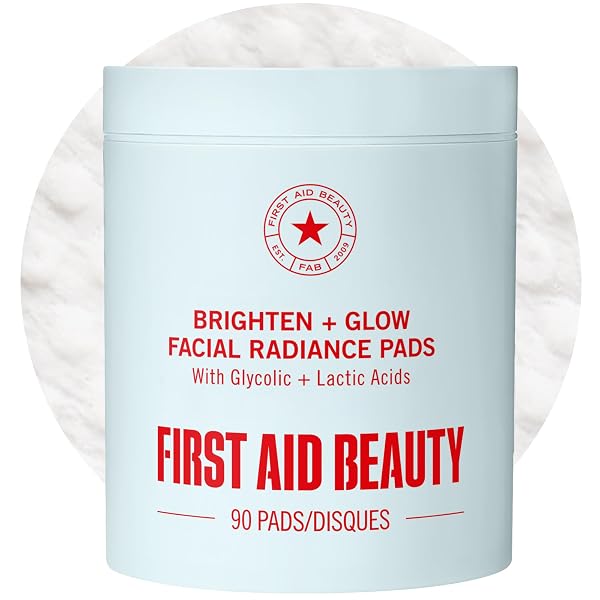 FIRST AID BEAUTY
EST. FAB 2009
BRIGHTEN + GLOW
FACIAL RADIANCE PADS
With Glycolic + Lactic Acids
FIRST AID BEAUTY
90 PADS/DISQUES